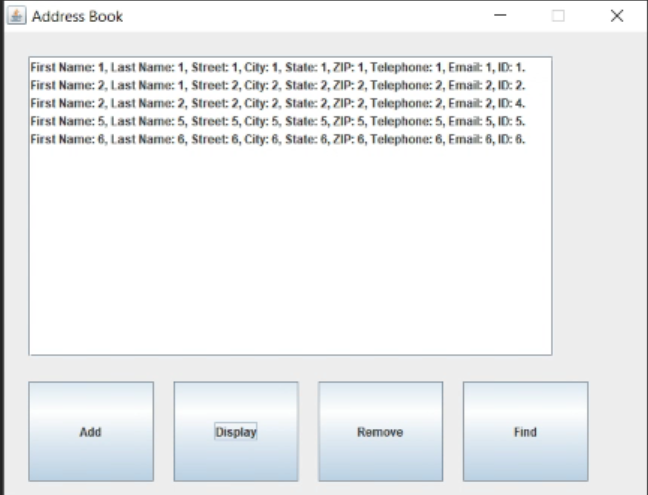 Address Book
First Name: 1, Last Name: 1, Street: 1, City: 1, State: 1, ZIP: 1, Telephone: 1, Email: 1, ID: 1.
First Name: 2, Last Name: 1, Street: 2, City: 2, State: 2, ZIP: 2, Telephone: 2, Email: 2, ID: 2.
First Name: 2, Last Name: 2, Street: 2, City: 2, State: 2, ZIP: 2, Telephone: 2, Email: 2, ID: 4.
First Name: 5, Last Name: 5, Street: 5, City: 5, State: 5, ZIP: 5, Telephone: 5, Email: 5, ID: 5.
First Name: 6, Last Name: 6, Street: 6, City: 6, State: 6, ZIP: 6, Telephone: 6, Email: 6, ID: 6.
Add
Display
Remove
Find